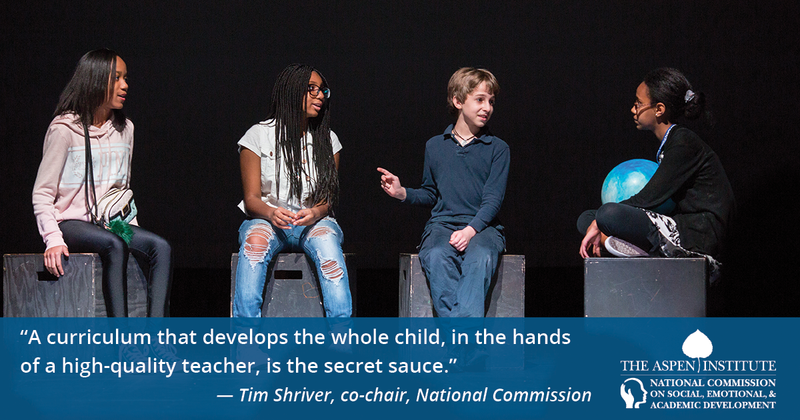 “A curriculum that develops the whole child, in the hands
of a high-quality teacher, is the secret sauce.”
— Tim Shriver, co-chair, National Commission
THE ASPEN INSTITUTE
NATIONAL COMMISSION
ON SOCIAL, EMOTIONAL, &
ACADEMIC DEVELOPMENT